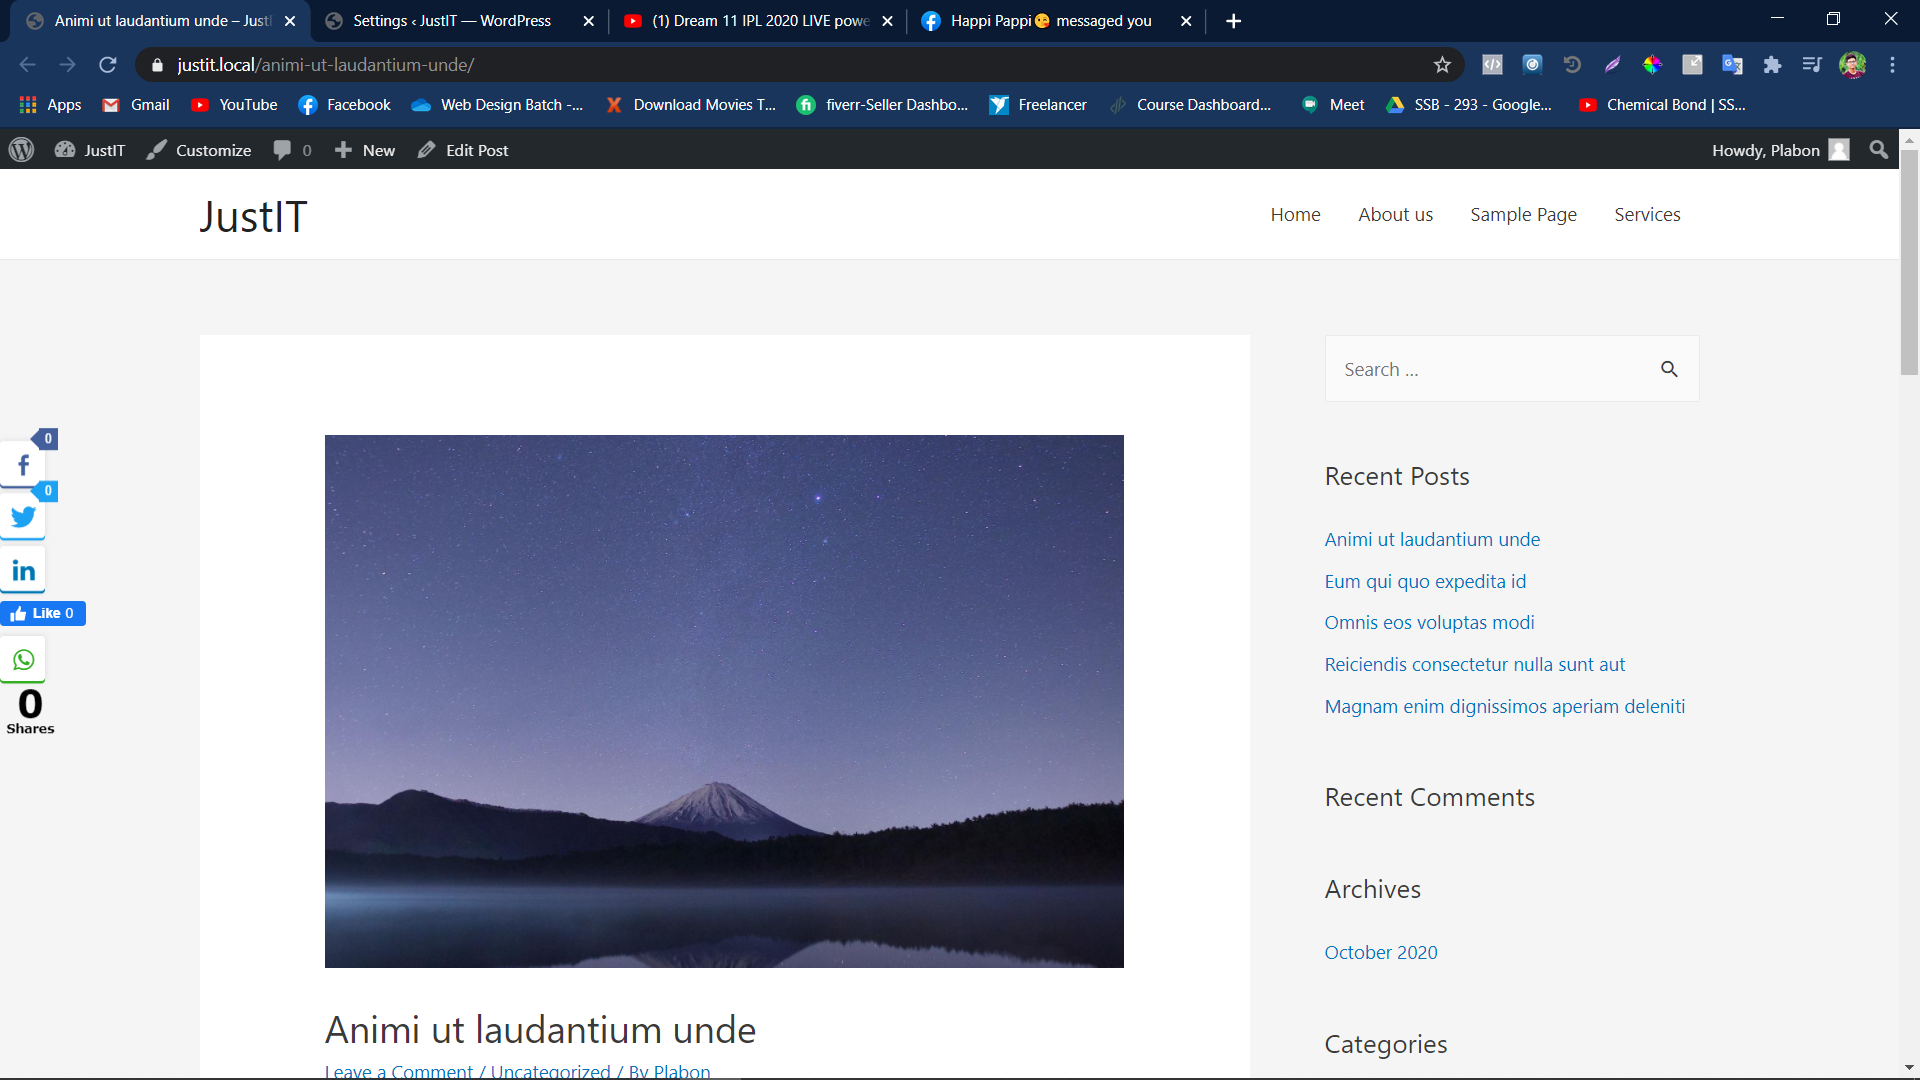 Animi ut laudantium unde – Just
Settings ‹ JustIT — WordPress
(1) Dream 11 IPL 2020 LIVE powe
Happi Pappi😘 messaged you
justit.local/animi-ut-laudantium-unde/
Apps
Gmail
YouTube
Facebook
Web Design Batch -...
Download Movies T...
fiverr-Seller Dashbo...
Freelancer
Course Dashboard...
Meet
SSB - 293 - Google...
Chemical Bond | SS...
JustIT
Customize
0
New
Edit Post
Howdy, Plabon
JustIT
Home
About us
Sample Page
Services
Search ...
0
0
Like 0
0
Shares
Recent Posts
Animi ut laudantium unde
Eum qui quo expedita id
Omnis eos voluptas modi
Reiciendis consectetur nulla sunt aut
Magnam enim dignissimos aperiam deleniti
Recent Comments
Archives
October 2020
Categories
Animi ut laudantium unde
Leave a Comment / Uncategorized / By Plabon